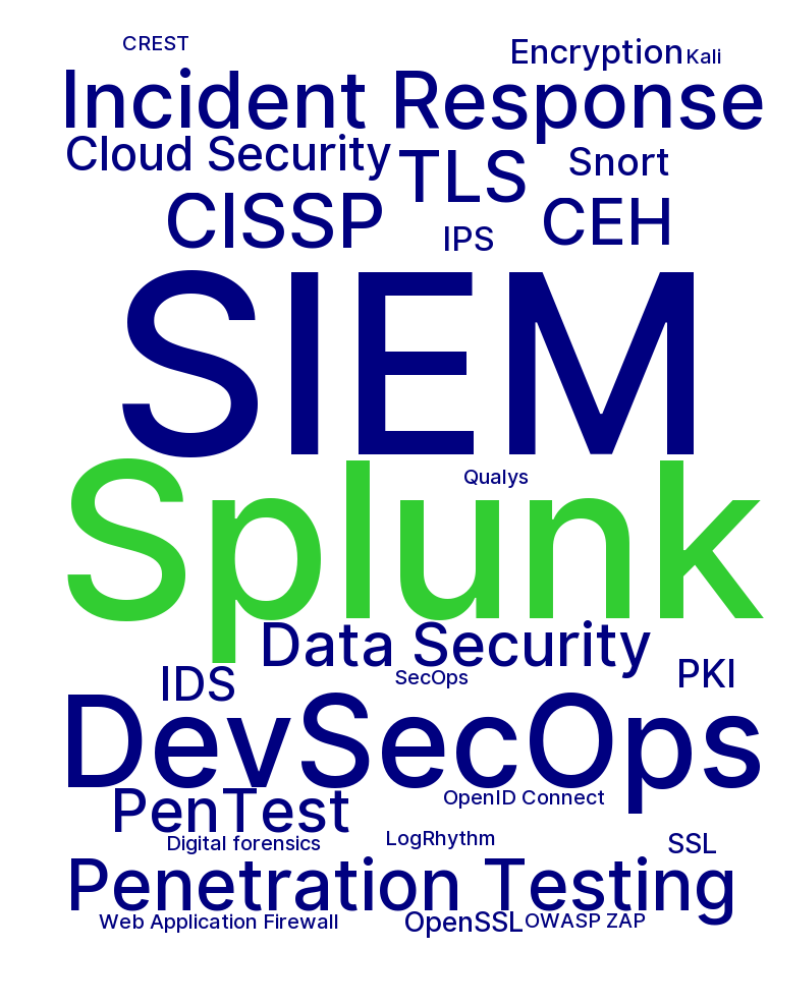 CREST
Encryption Kali
Incident Response
Cloud Security TLS Snort
CISSP IPS CEH
SIEM
Qualys
Splunk
Data Security
IDS SecOps PKI
DevSecOps
PenTest OpenID Connect
Digital forensics LogRhythm SSL
Penetration Testing
Web Application Firewall OpenSSL OWASP ZAP